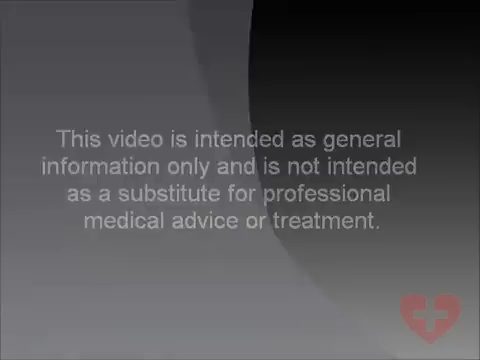 This video is intended as general
information only and is not intended
as a substitute for professional
medical advice or treatment.